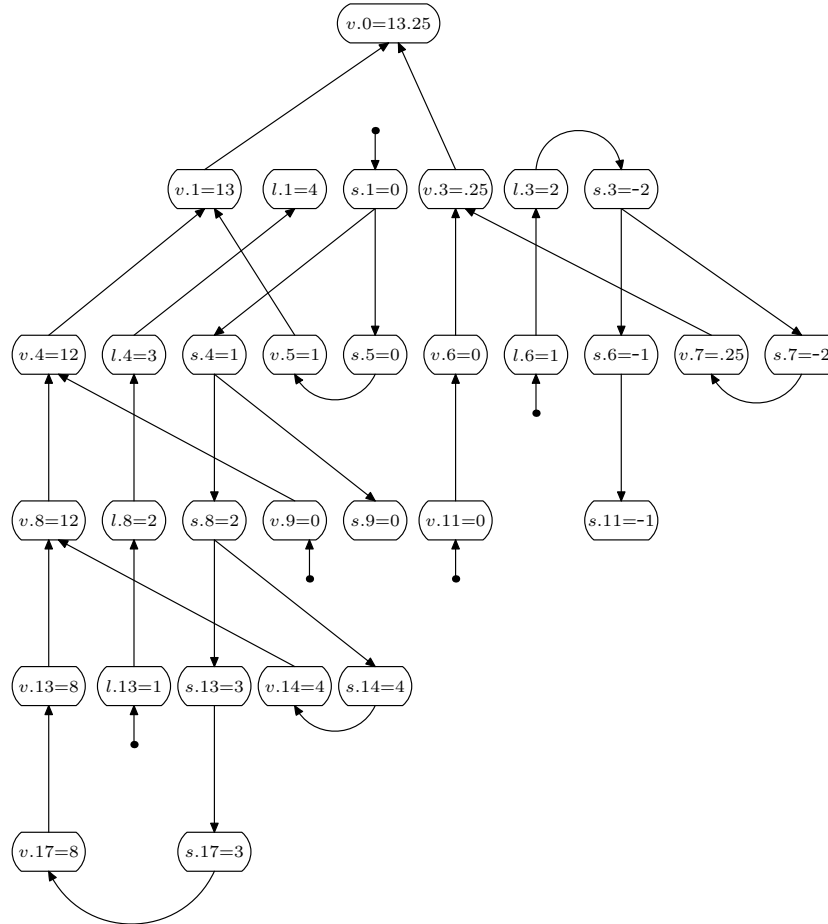 v.0=13.25
v.1=13 l.1=4 s.1=0 v.3=.25 l.3=2 s.3=-2
v.4=12 l.4=3 s.4=1 v.5=1 s.5=0 v.6=0 l.6=1 s.6=-1 v.7=.25 s.7=-2
v.8=12 l.8=2 s.8=2 v.9=0 s.9=0 v.11=0 s.11=-1
v.13=8 l.13=1 s.13=3 v.14=4 s.14=4
v.17=8 s.17=3